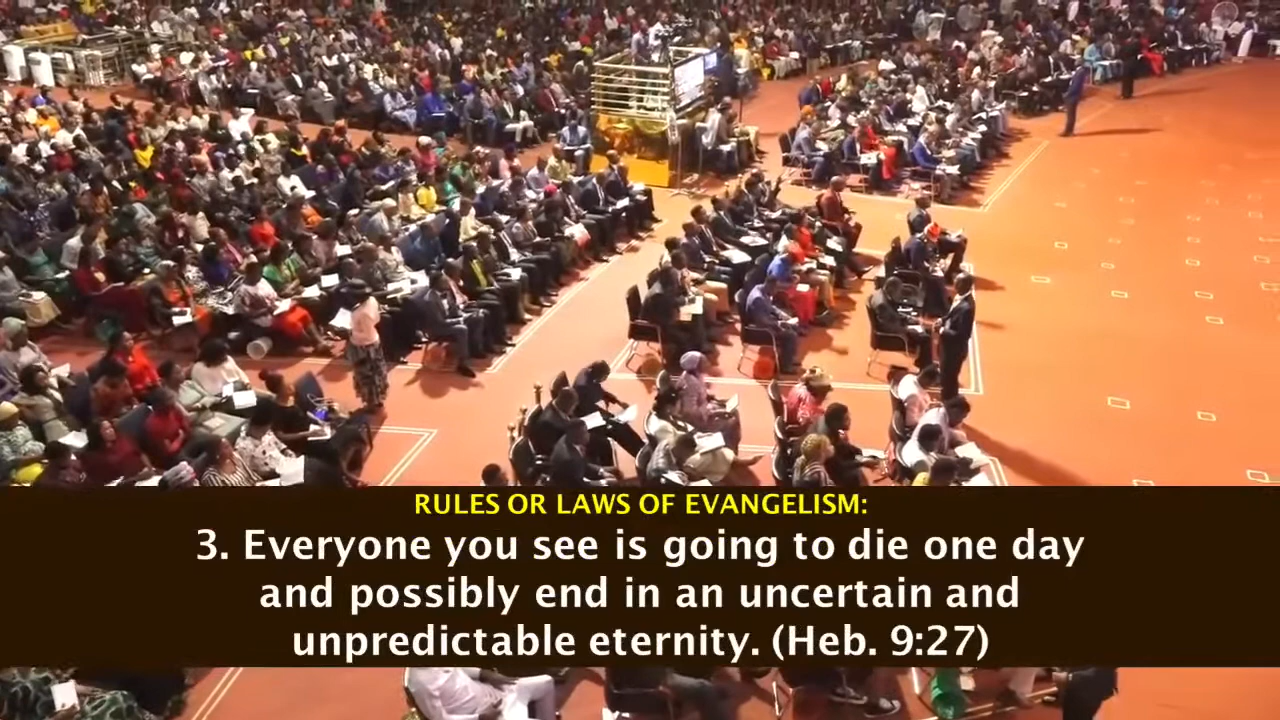 RULES OR LAWS OF EVANGELISM:
3. Everyone you see is going to die one day
and possibly end in an uncertain and
unpredictable eternity. (Heb. 9:27)